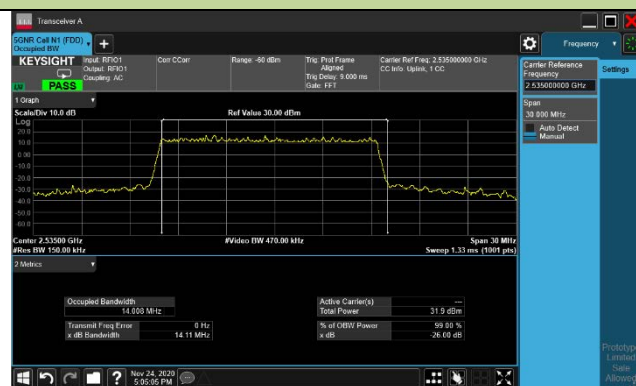 Transceiver A
5GNR Call N1 (FDD)
Occupied BW
Frequency
KEYSIGHT
Input: RFIO1
Output: RFIO1
Coupling: AC
Corr CCorr
Range: -60 dBm
Trig: Prot Frame
Aligned
Trig Delay: 9.000 ms
Gate: FFT
Carrier Ref Freq: 2.535000000 GHz
CC Info: Uplink, 1 CC
PASS
Carrier Reference
Frequency
2.535000000 GHz
Settings
Span
30.000 MHz
Auto Detect
Manual
1 Graph
Scale/Div 10.0 dB
Ref Value 30.00 dBm
Log
20.0
10.0
0.00
-10.0
-20.0
-30.0
-40.0
-50.0
-60.0
Center 2.53500 GHz
#Video BW 470.00 kHz
Span 30 MHz
#Res BW 150.00 kHz
Sweep 1.33 ms (1001 pts)
2 Metrics
Occupied Bandwidth
14.008 MHz
Active Carrier(s)
---
Total Power
31.9 dBm
Transmit Freq Error
0 Hz
% of OBW Power
99.00 %
x dB Bandwidth
14.11 MHz
x dB
-26.00 dB
Prototype
Limited
Sale
Allowed
Nov 24, 2020
5:05:05 PM